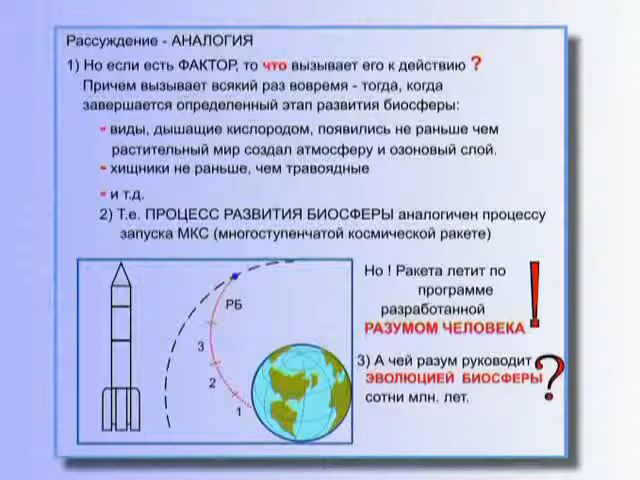 Рассуждение - АНАЛОГИЯ
1) Но если есть ФАКТОР, то что вызывает его к действию ?
Причем вызывает всякий раз вовремя - тогда, когда
завершается определенный этап развития биосферы:
- виды, дышащие кислородом, появились не раньше чем
растительный мир создал атмосферу и озоновый слой.
- хищники не раньше, чем травоядные
- и т.д.
2) Т.е. ПРОЦЕСС РАЗВИТИЯ БИОСФЕРЫ аналогичен процессу
запуска МКС (многоступенчатой космической ракете)
РБ
3
2
1
Но ! Ракета летит по
программе
разработанной
РАЗУМОМ ЧЕЛОВЕКА !
3) А чей разум руководит
ЭВОЛЮЦИЕЙ БИОСФЕРЫ ?
сотни млн. лет.